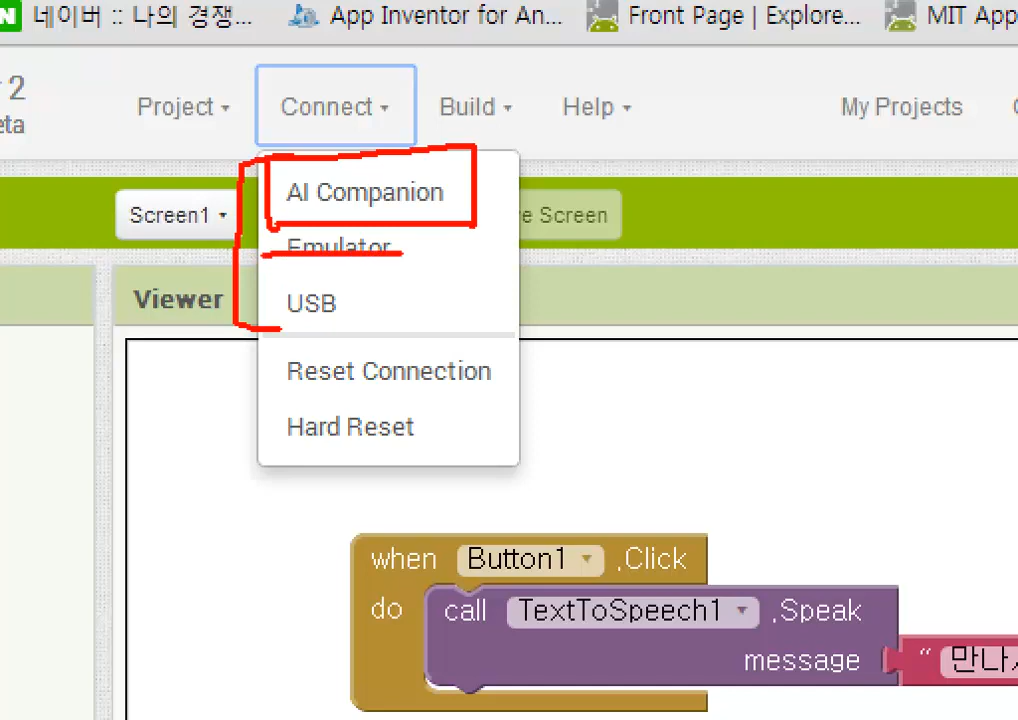 N 네이버 :: 나의 경쟁... App Inventor for An... Front Page | Explore... MIT App
2
Project Connect Build Help My Projects
AI Companion
Screen1
Screen
Emulator
Viewer
USB
Reset Connection
Hard Reset
when Button1 .Click
do call TextToSpeech1 .Speak
message “ 만나